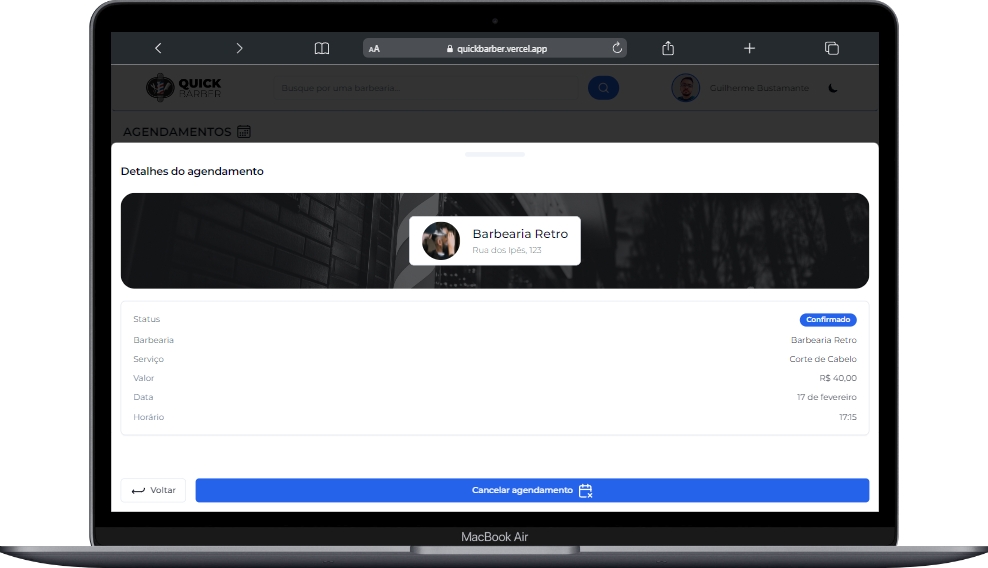 AA quickbarber.vercel.app
QUICK
BARBER
Busque por uma barbearia...
Guilherme Bustamante
AGENDAMENTOS
Detalhes do agendamento
Barbearia Retro
Rua dos Ipês, 123
Status Confirmado
Barbearia Barbearia Retro
Serviço Corte de Cabelo
Valor R$ 40,00
Data 17 de fevereiro
Horário 17:15
Voltar Cancelar agendamento
MacBook Air